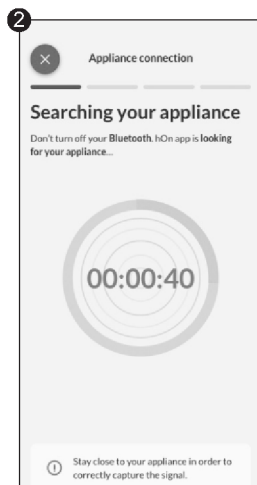 2
Appliance connection
Searching your appliance
Don't turn off your Bluetooth. hOn app is looking
for your appliance...
00:00:40
Stay close to your appliance in order to
correctly capture the signal.